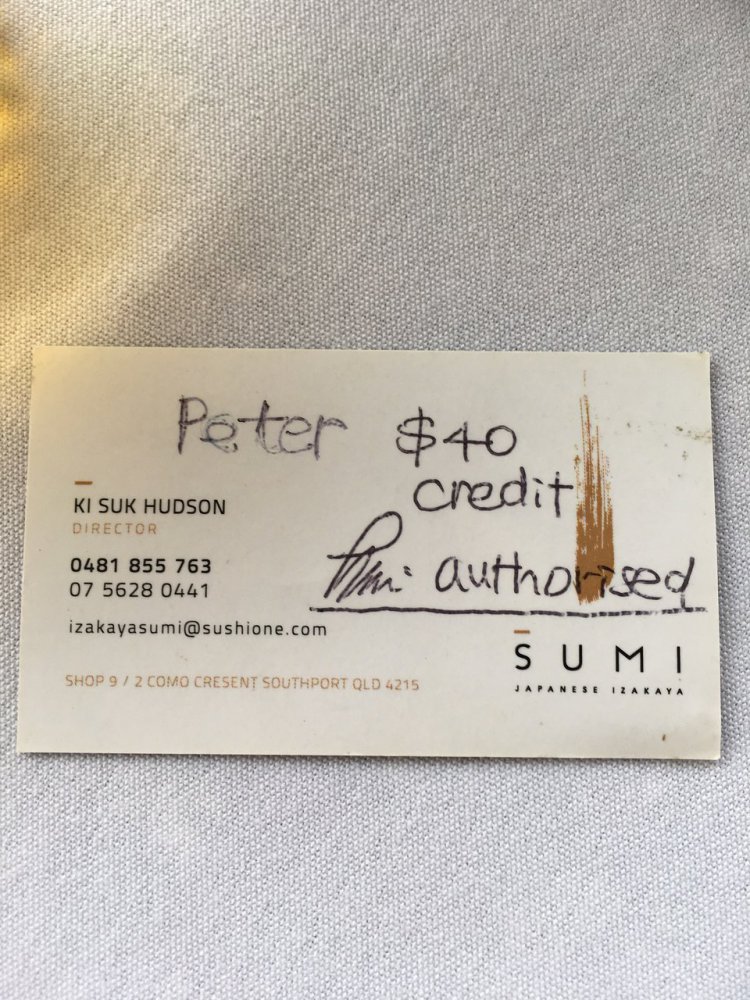 Peter $40
credit
authorised
KI SUK HUDSON
DIRECTOR
0481 855 763
07 5628 0441
izakayasumi@sushione.com
SHOP 9 / 2 COMO CRESENT SOUTHPORT QLD 4215
SUMI
JAPANESE IZAKAYA